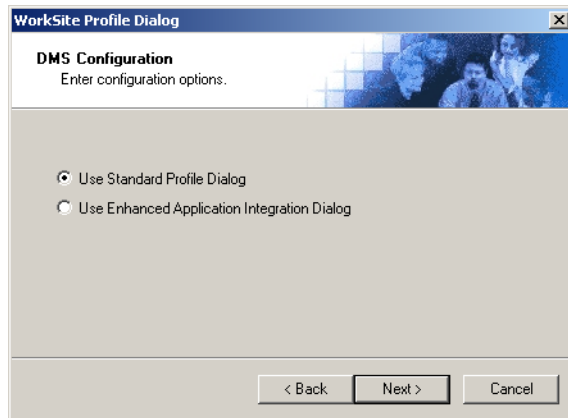 WorkSite Profile Dialog
DMS Configuration
Enter configuration options.
Use Standard Profile Dialog
Use Enhanced Application Integration Dialog
< Back Next > Cancel